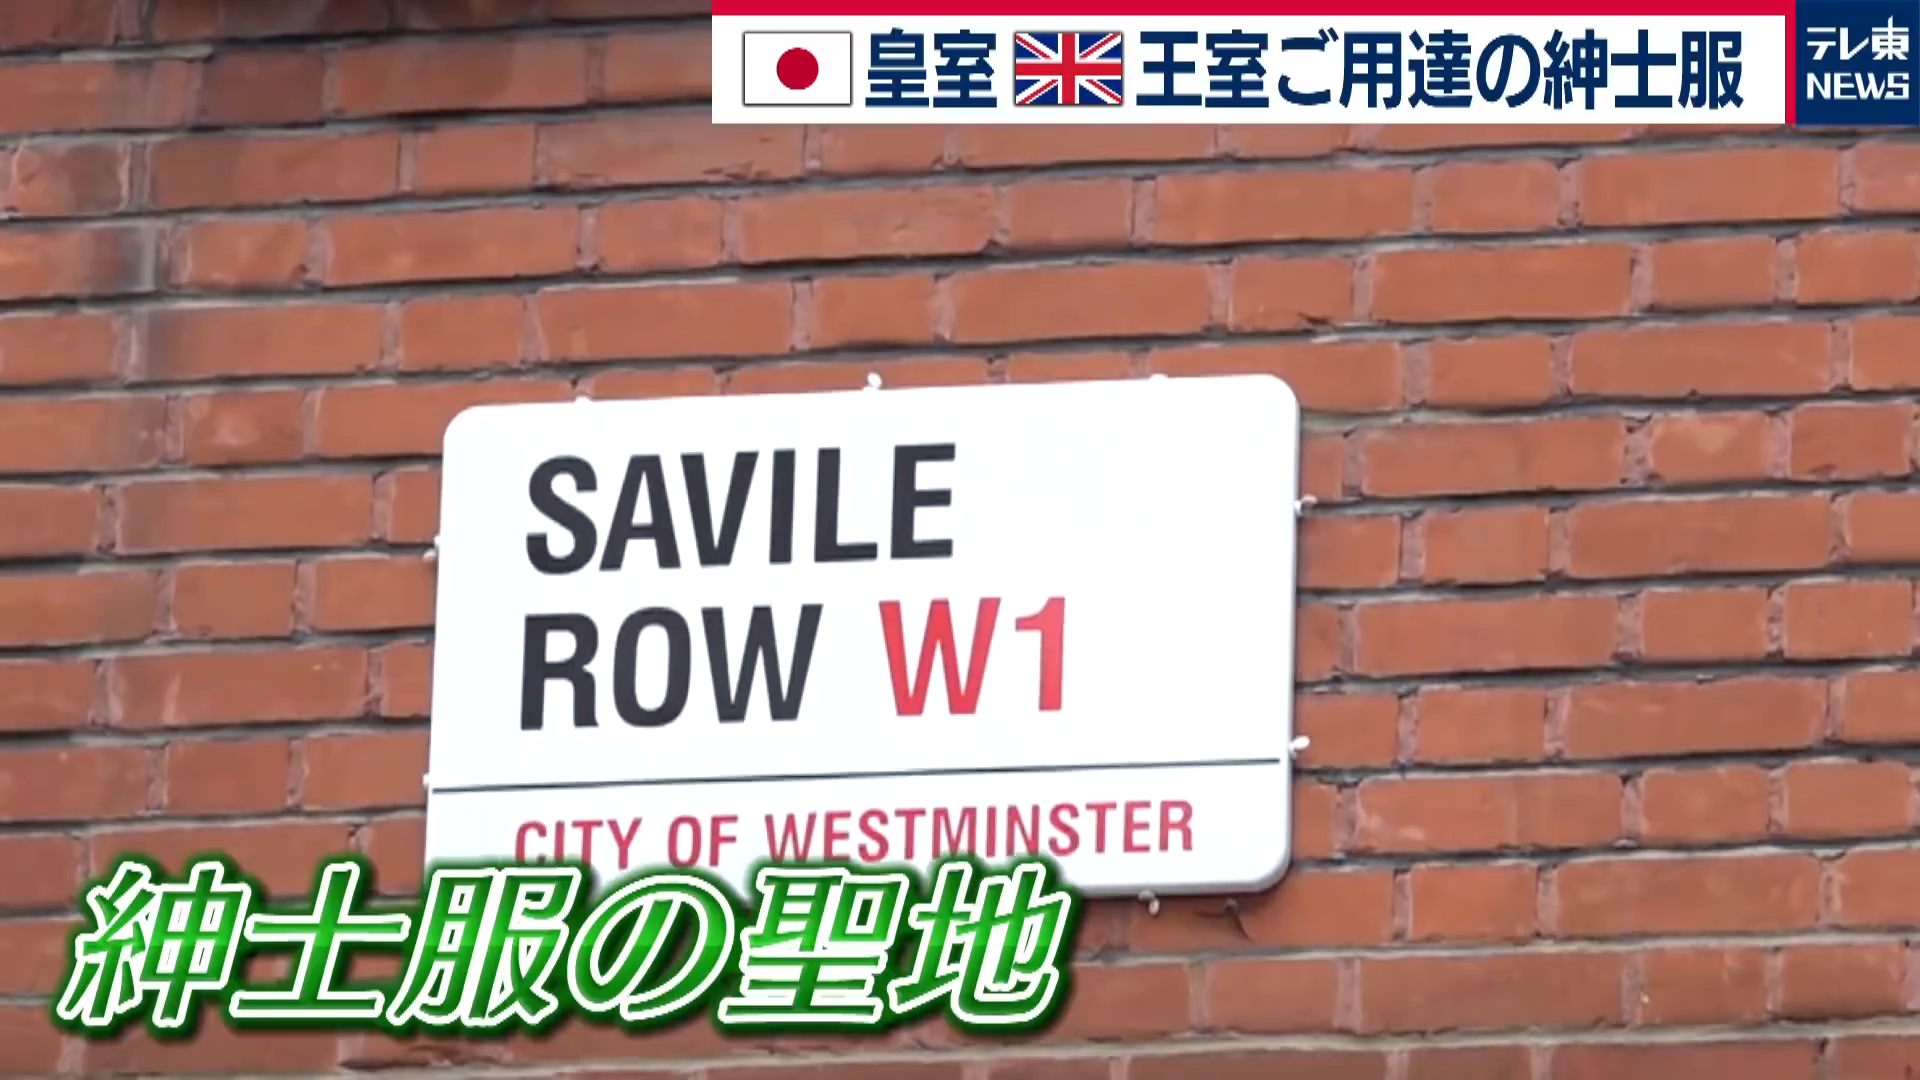 皇室 王室ご用達の紳士服
テレ東
NEWS
SAVILE
ROW W1
CITY OF WESTMINSTER
紳士服の聖地